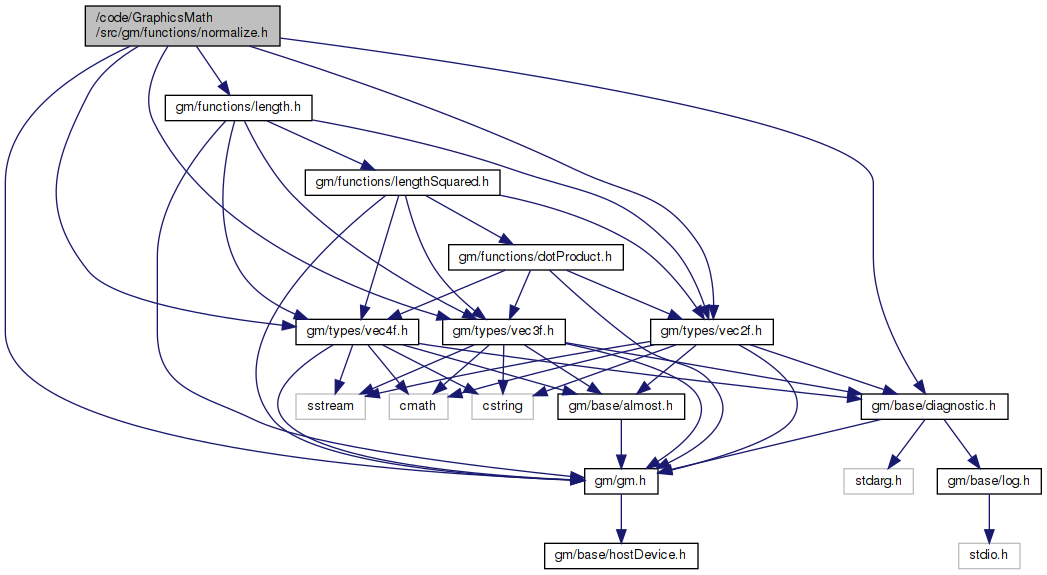 /code/GraphicsMath
/src/gm/functions/normalize.h
gm/functions/length.h
gm/functions/lengthSquared.h
gm/functions/dotProduct.h
gm/types/vec4f.h
gm/types/vec3f.h
gm/types/vec2f.h
sstream
cmath
cstring
gm/base/almost.h
gm/base/diagnostic.h
gm/gm.h
stdarg.h
gm/base/log.h
gm/base/hostDevice.h
stdio.h